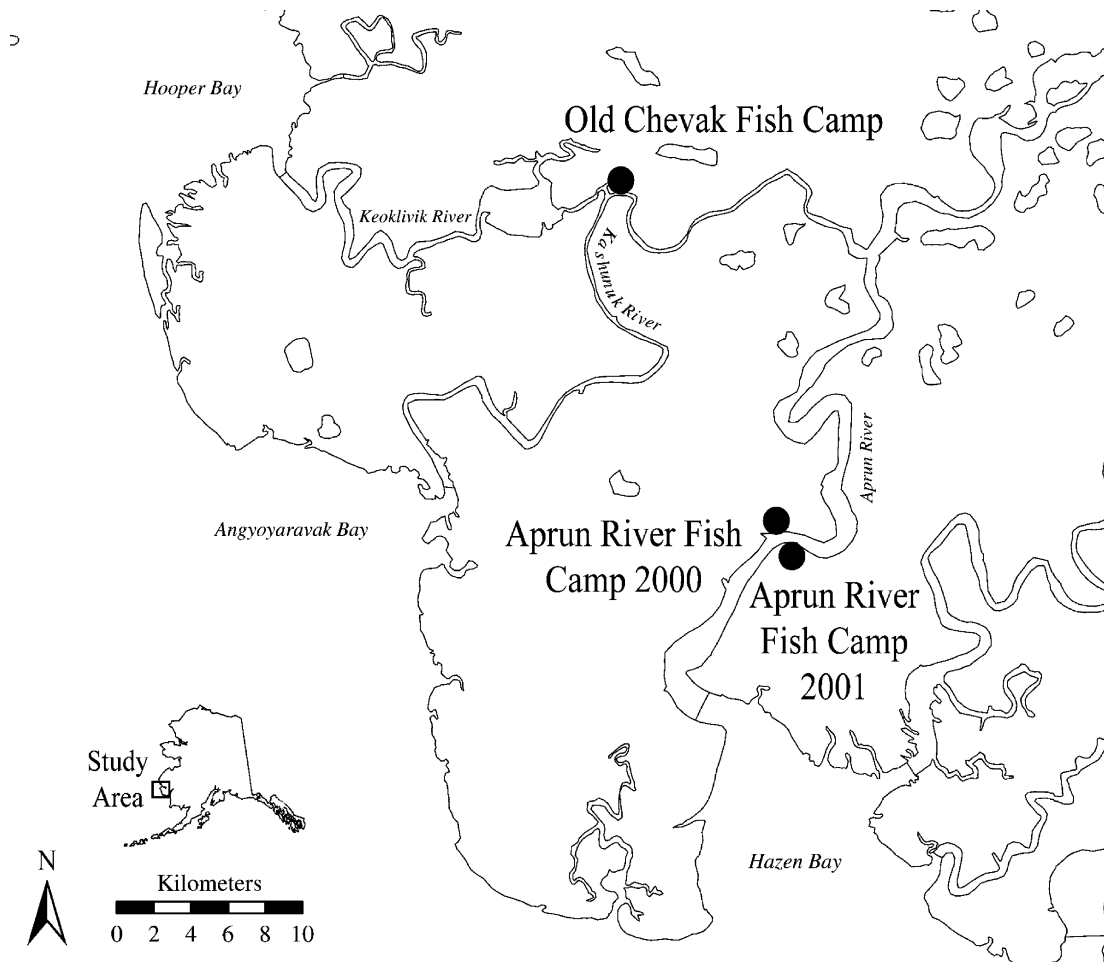 Hooper Bay
Old Chevak Fish Camp
Keoklivik River
Kashunuk River
Aprun River
Angyoyaravak Bay
Aprun River Fish
Camp 2000
Aprun River
Fish Camp
2001
Study
Area
Hazen Bay
N
Kilometers
0 2 4 6 8 10